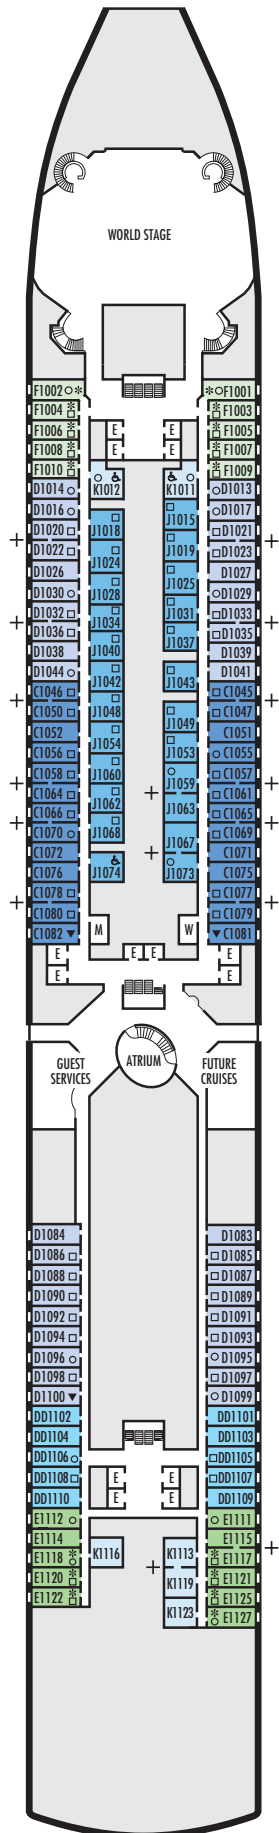 WORLD STAGE
F1002 F1001
F1004 F1003
E
F1006 F1005
E
F1008 F1007
F1010 F1009
D1014 K1012 K1011 D1013
D1016 J1015 D1017
D1020 J1018 D1021
D1022 J1019 D1023
J1024
D1026 J1025 D1027
D1030 J1028 D1029
D1032 J1031 D1033
J1034
D1036 J1037 D1035
D1038 J1040 D1039
D1044 J1042 J1043 D1041
C1046 C1045
C1050 J1048 J1049 C1047
C1052 C1051
C1056 J1054 J1053 C1055
C1058 J1060 J1059 C1057
C1064 J1062 J1063 C1061
C1066 C1065
C1070 J1068 J1067 C1069
C1072 C1071
C1076 J1074 J1073 C1075
C1078 C1077
C1080 C1079
C1082 M W C1081
E E E E
E E
GUEST SERVICES
ATRIUM
FUTURE CRUISES
D1084 D1083
D1086 D1085
D1088 D1087
D1090 D1089
D1092 D1091
D1094 D1093
D1096 D1095
D1098 D1097
D1100 D1099
DD1102 DD1101
DD1104 DD1103
DD1106 DD1105
DD1108 E E DD1107
DD1110 E E DD1109
E1112 E1111
E1114 E1115
E1118 K1116 K1113 E1117
E1120 K1119 E1121
E1122 E1125
K1123 E1127